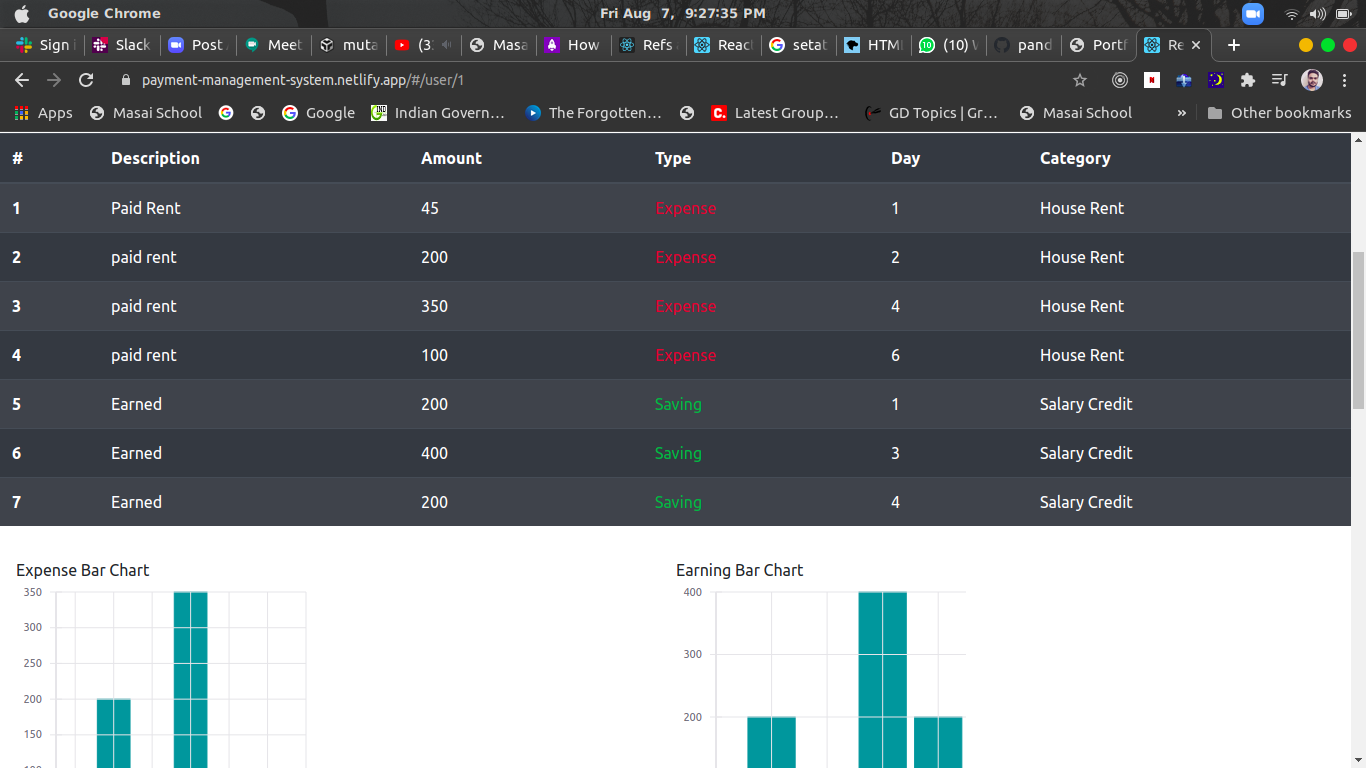 Google Chrome Fri Aug 7, 9:27:35 PM
Sign Slack Post Meet muta (3 Masa How Refs Reac setat HTM (10) W pand Portf Re
payment-management-system.netlify.app/#/user/1
Apps Masai School Google Indian Govern… The Forgotten… C. Latest Group… GD Topics | Gr… Masai School » Other bookmarks
# Description Amount Type Day Category
1 Paid Rent 45 Expense 1 House Rent
2 paid rent 200 Expense 2 House Rent
3 paid rent 350 Expense 4 House Rent
4 paid rent 100 Expense 6 House Rent
5 Earned 200 Saving 1 Salary Credit
6 Earned 400 Saving 3 Salary Credit
7 Earned 200 Saving 4 Salary Credit
Expense Bar Chart
350
300
250
200
150
100
Earning Bar Chart
400
300
200